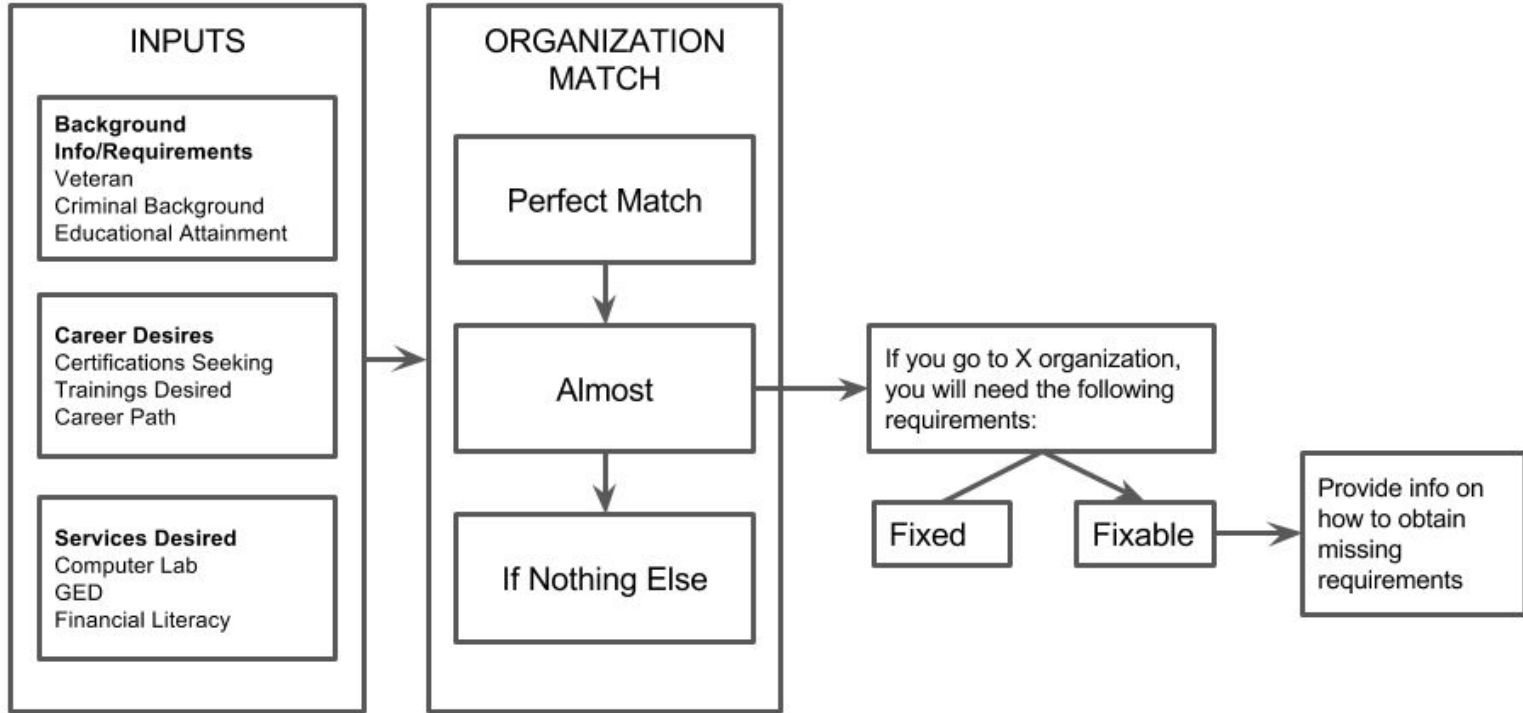 INPUTS
Background
Info/Requirements
Veteran
Criminal Background
Educational Attainment
Career Desires
Certifications Seeking
Trainings Desired
Career Path
Services Desired
Computer Lab
GED
Financial Literacy
ORGANIZATION
MATCH
Perfect Match
Almost
If Nothing Else
If you go to X organization,
you will need the following
requirements:
Fixed
Fixable
Provide info on
how to obtain
missing
requirements